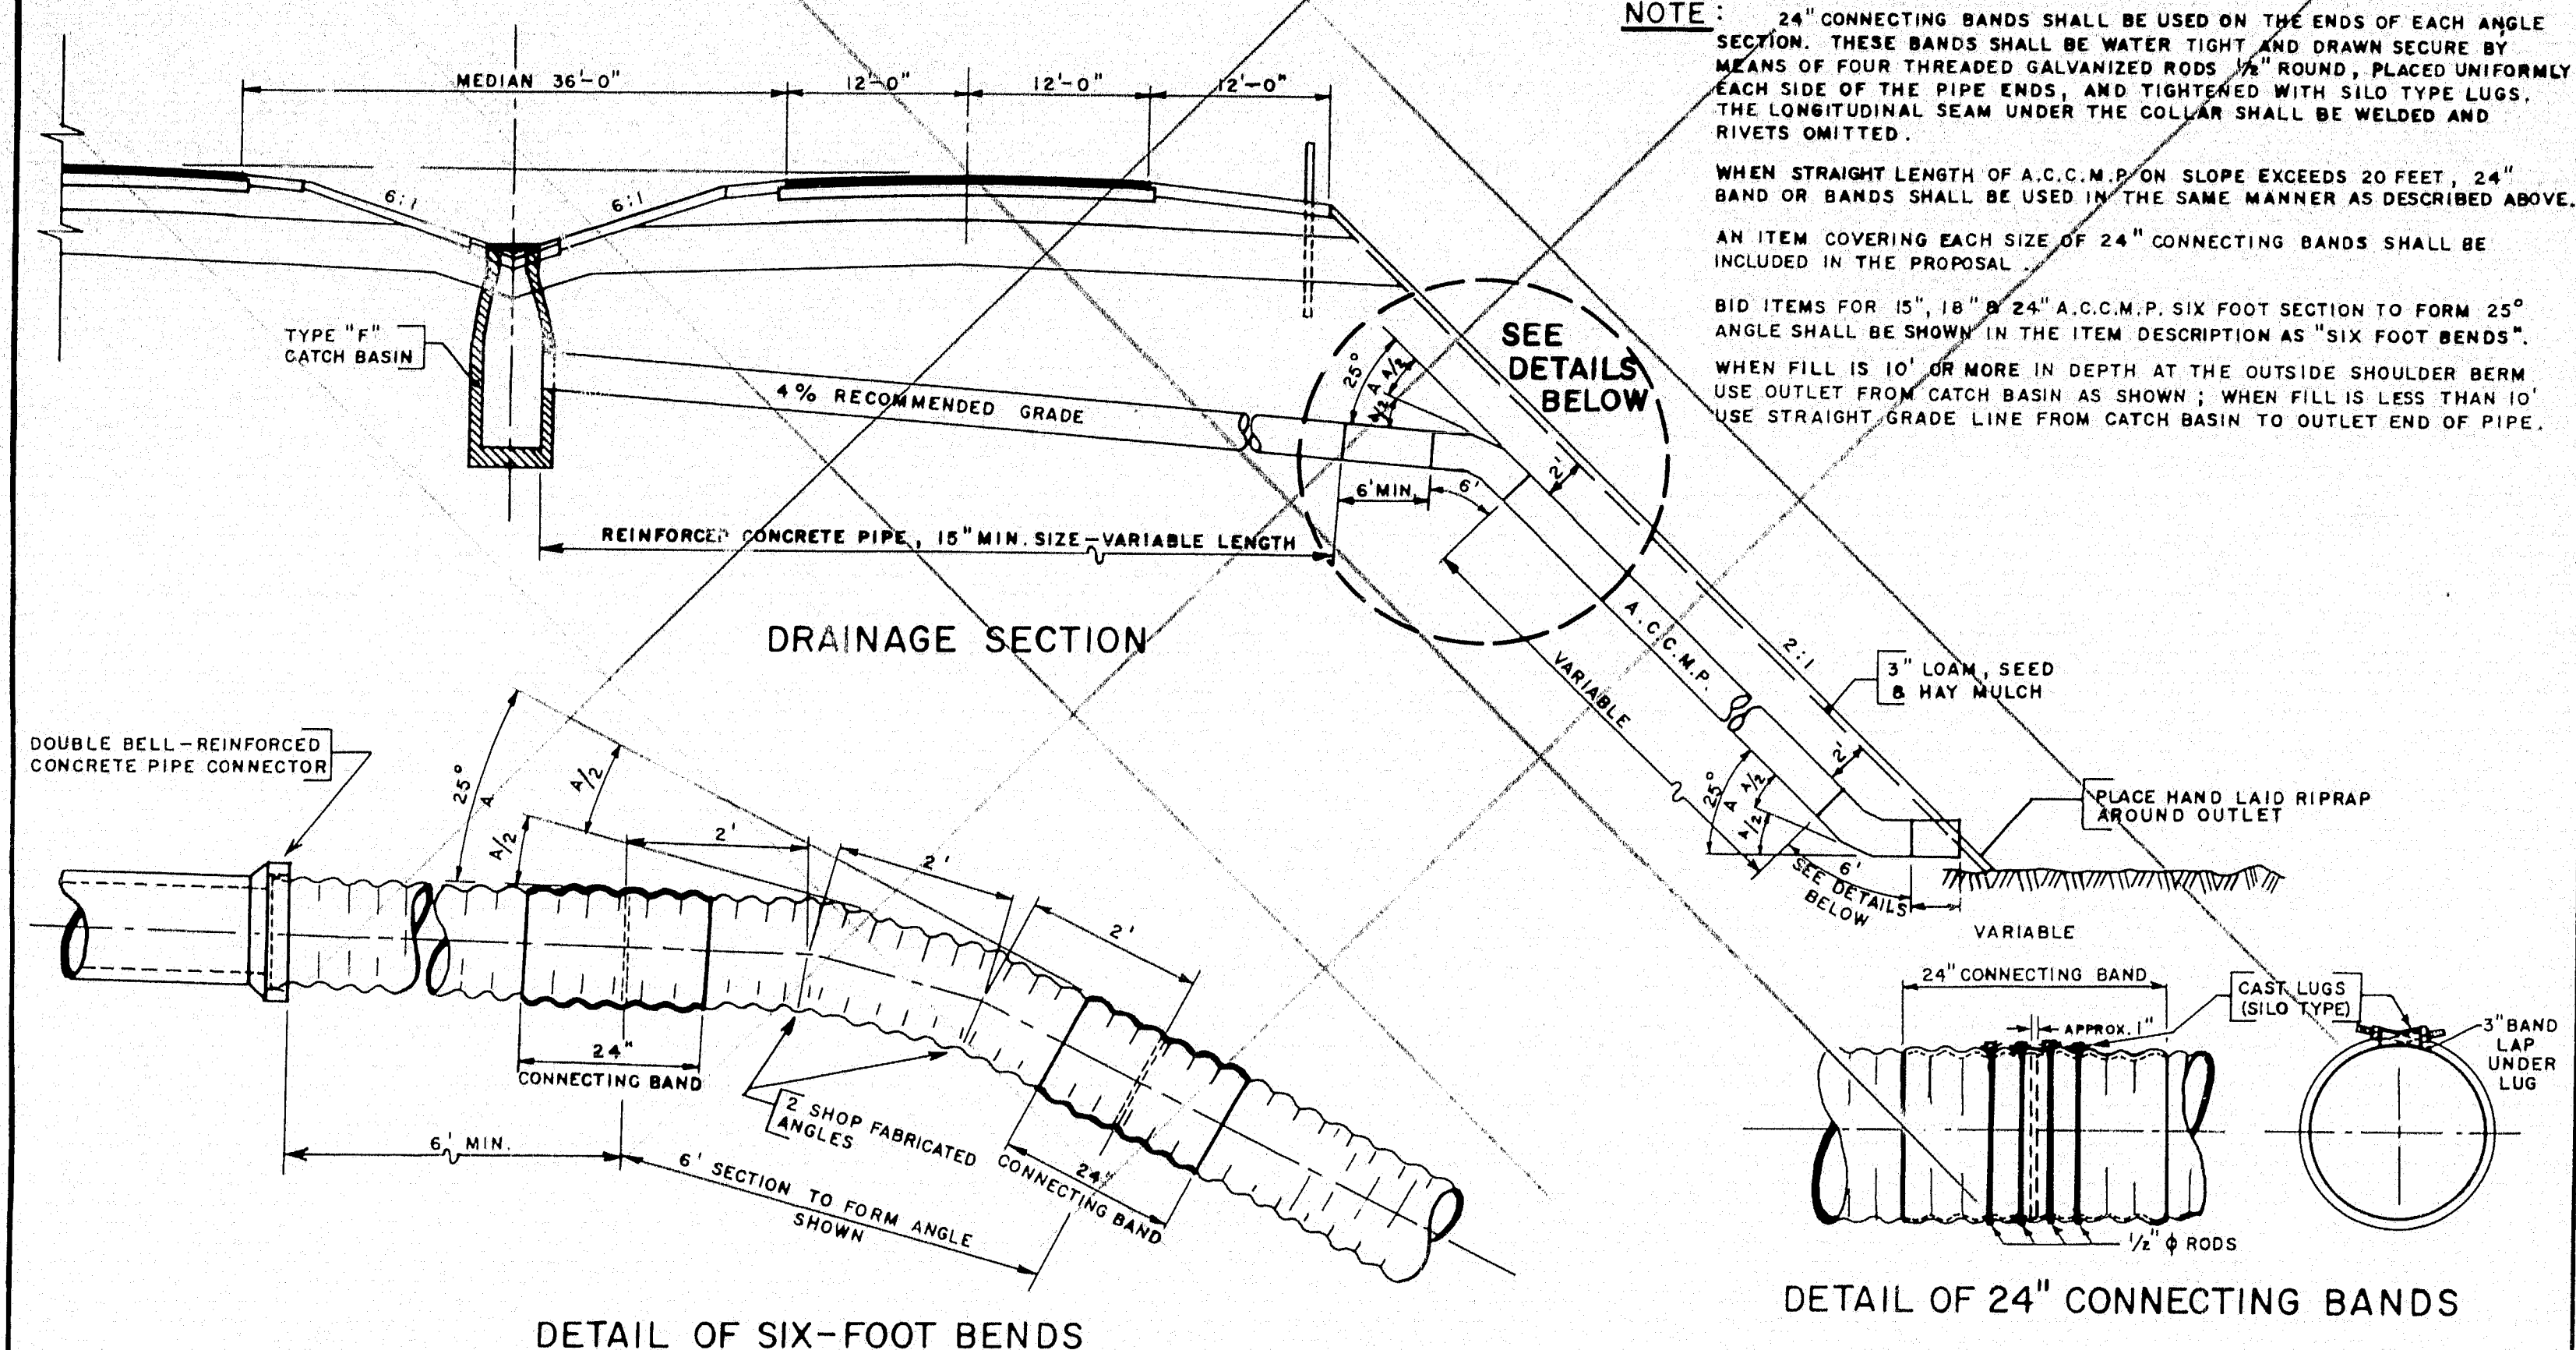 NOTE: 24" CONNECTING BANDS SHALL BE USED ON THE ENDS OF EACH ANGLE
SECTION. THESE BANDS SHALL BE WATER TIGHT AND DRAWN SECURE BY
MEANS OF FOUR THREADED GALVANIZED RODS 1/2" ROUND, PLACED UNIFORMLY
EACH SIDE OF THE PIPE ENDS, AND TIGHTENED WITH SILO TYPE LUGS.
THE LONGITUDINAL SEAM UNDER THE COLLAR SHALL BE WELDED AND
RIVETS OMITTED.
WHEN STRAIGHT LENGTH OF A.C.C.M.P. ON SLOPE EXCEEDS 20 FEET, 24"
BAND OR BANDS SHALL BE USED IN THE SAME MANNER AS DESCRIBED ABOVE.
AN ITEM COVERING EACH SIZE OF 24" CONNECTING BANDS SHALL BE
INCLUDED IN THE PROPOSAL.
BID ITEMS FOR 15", 18" & 24" A.C.C.M.P. SIX FOOT SECTION TO FORM 25°
ANGLE SHALL BE SHOWN IN THE ITEM DESCRIPTION AS "SIX FOOT BENDS".
WHEN FILL IS 10' OR MORE IN DEPTH AT THE OUTSIDE SHOULDER BERM
USE OUTLET FROM CATCH BASIN AS SHOWN; WHEN FILL IS LESS THAN 10'
USE STRAIGHT GRADE LINE FROM CATCH BASIN TO OUTLET END OF PIPE.
MEDIAN 36'-0"
12'-0"
12'-0"
12'-0"
6:1
6:1
TYPE "F"
CATCH BASIN
4% RECOMMENDED GRADE
SEE
DETAILS
BELOW
25°
A
A/2
A/2
2'
6' MIN.
6'
REINFORCED CONCRETE PIPE, 15" MIN. SIZE-VARIABLE LENGTH
A.C.C.M.P.
VARIABLE
2:1
3" LOAM, SEED
& HAY MULCH
2'
25°
A
A/2
A/2
6'
SEE DETAILS
BELOW
VARIABLE
PLACE HAND LAID RIPRAP
AROUND OUTLET
DRAINAGE SECTION
DOUBLE BELL-REINFORCED
CONCRETE PIPE CONNECTOR
25°
A
A/2
A/2
2'
2'
2'
24"
CONNECTING BAND
2 SHOP FABRICATED
ANGLES
6' MIN.
6' SECTION TO FORM ANGLE
SHOWN
24"
CONNECTING BAND
DETAIL OF SIX-FOOT BENDS
24" CONNECTING BAND
CAST LUGS
(SILO TYPE)
APPROX. 1"
3" BAND
LAP
UNDER
LUG
1/2" ϕ RODS
DETAIL OF 24" CONNECTING BANDS